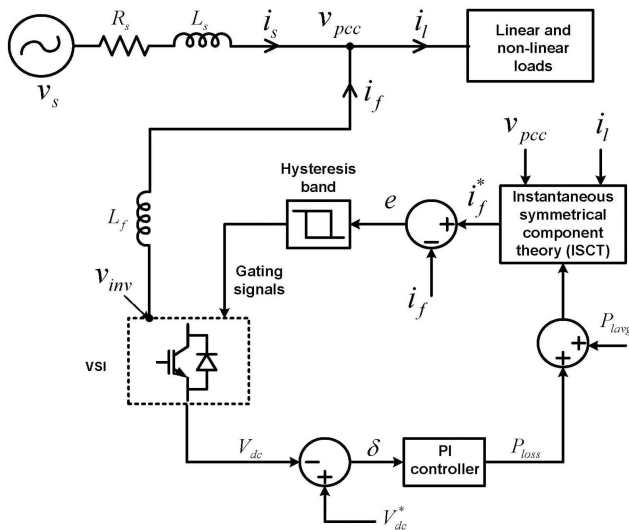 R_s
L_s
i_s
v_pcc
i_l
Linear and
non-linear
loads
v_s
i_f
v_pcc
i_l
Hysteresis
band
L_f
e
i_f^*
+
−
Instantaneous
symmetrical
component
theory (ISCT)
v_inv
Gating
signals
i_f
P_lavg
+
+
VSI
V_dc
−
+
δ
PI
controller
P_loss
V_dc^*